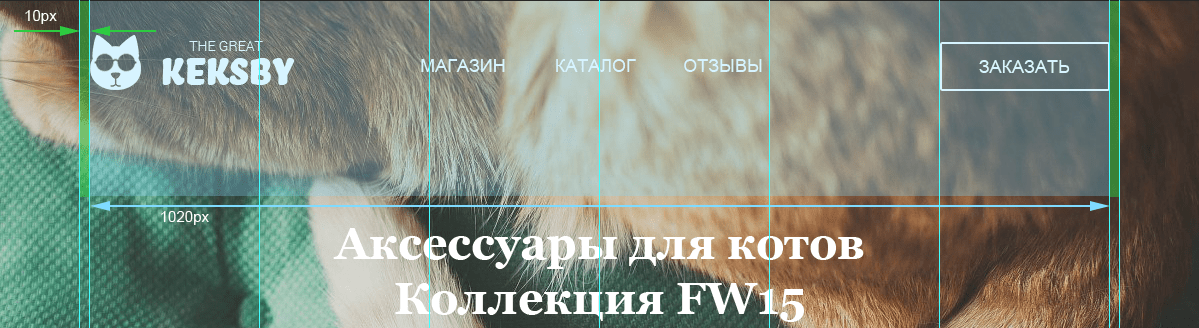 10px
THE GREAT
KEKSBY
МАГАЗИН
КАТАЛОГ
ОТЗЫВЫ
ЗАКАЗАТЬ
1020px
Аксессуары для котов
Коллекция FW15